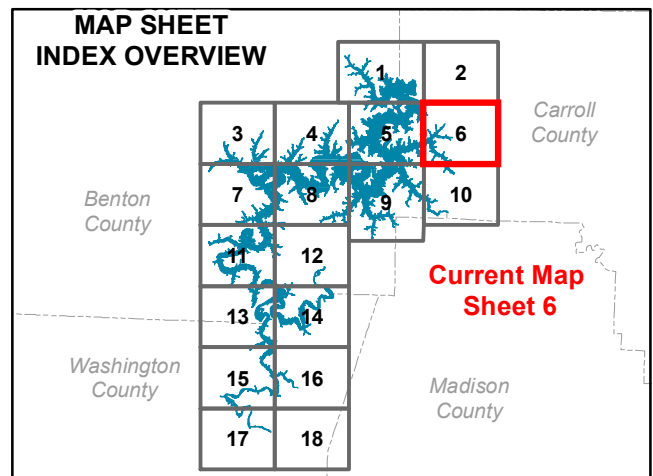 MAP SHEET
INDEX OVERVIEW
1
2
3
4
5
6
Carroll
County
Benton
County
7
8
9
10
11
12
Current Map
Sheet 6
13
14
Washington
County
15
16
Madison
County
17
18